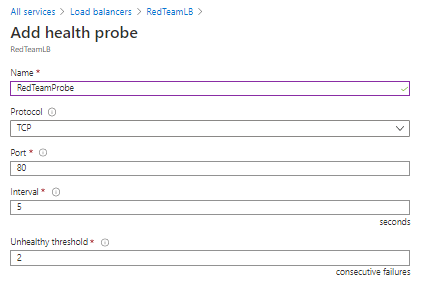 All services > Load balancers > RedTeamLB >
Add health probe
RedTeamLB
Name *
RedTeamProbe
Protocol
TCP
Port *
80
Interval *
5
seconds
Unhealthy threshold *
2
consecutive failures